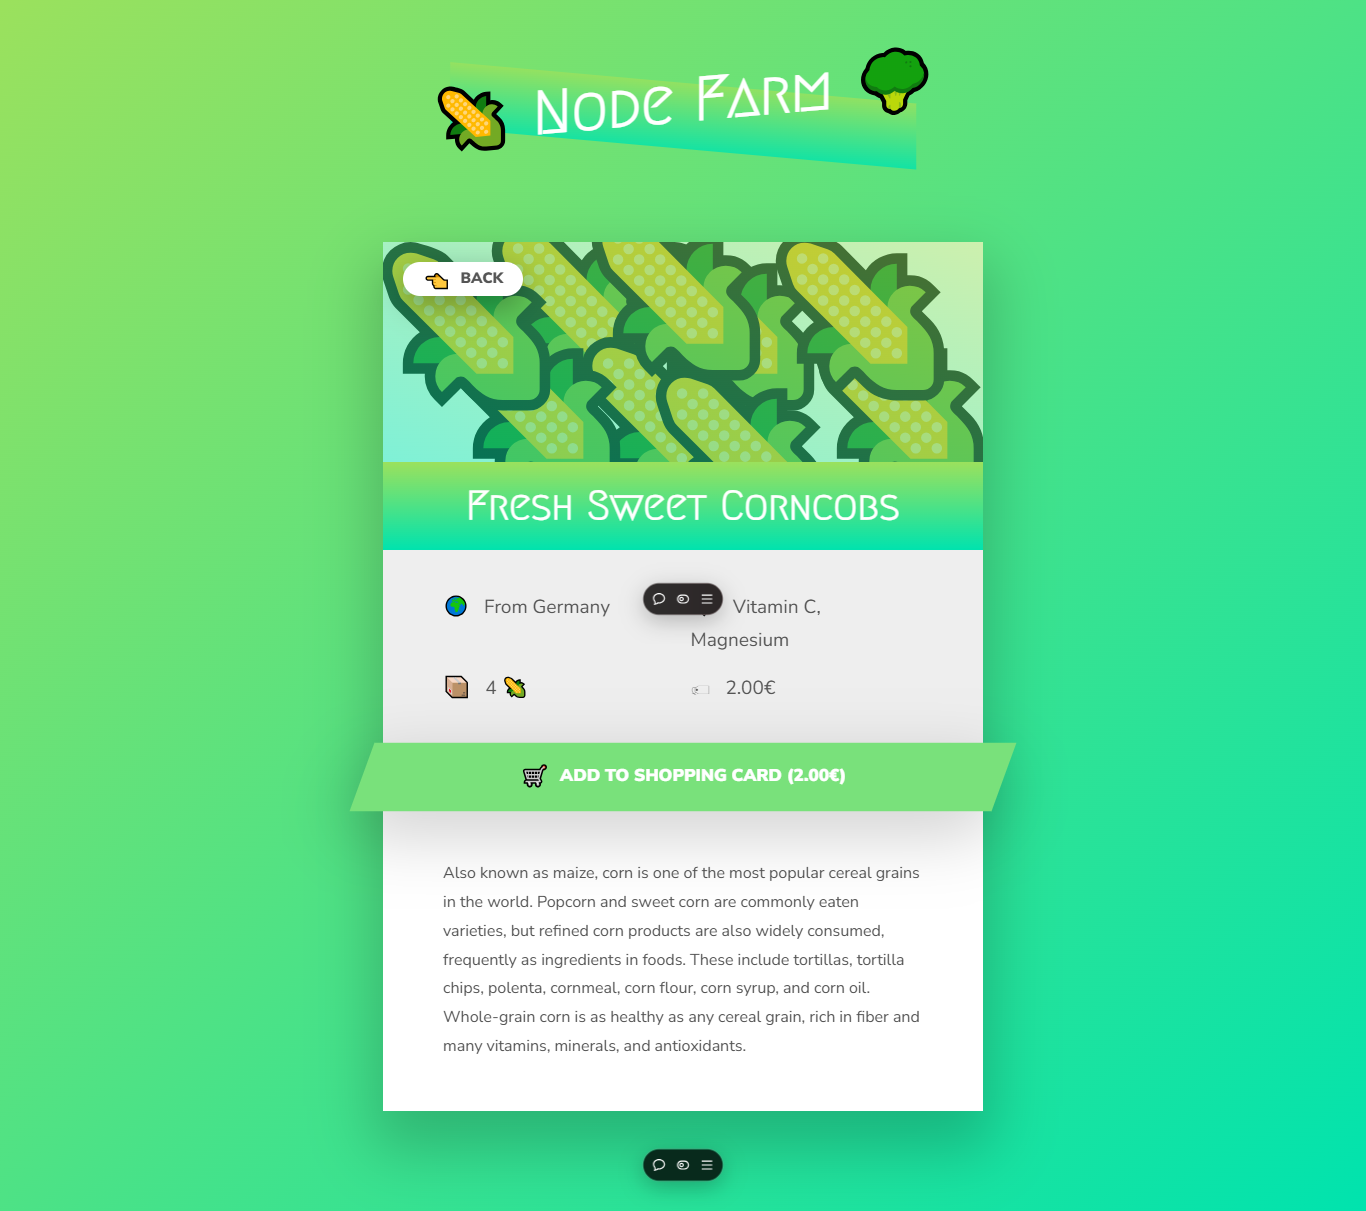 Node Farm
BACK
Fresh Sweet Corncobs
From Germany
Vitamin C,
Magnesium
4
2.00€
ADD TO SHOPPING CARD (2.00€)
Also known as maize, corn is one of the most popular cereal grains
in the world. Popcorn and sweet corn are commonly eaten
varieties, but refined corn products are also widely consumed,
frequently as ingredients in foods. These include tortillas, tortilla
chips, polenta, cornmeal, corn flour, corn syrup, and corn oil.
Whole-grain corn is as healthy as any cereal grain, rich in fiber and
many vitamins, minerals, and antioxidants.